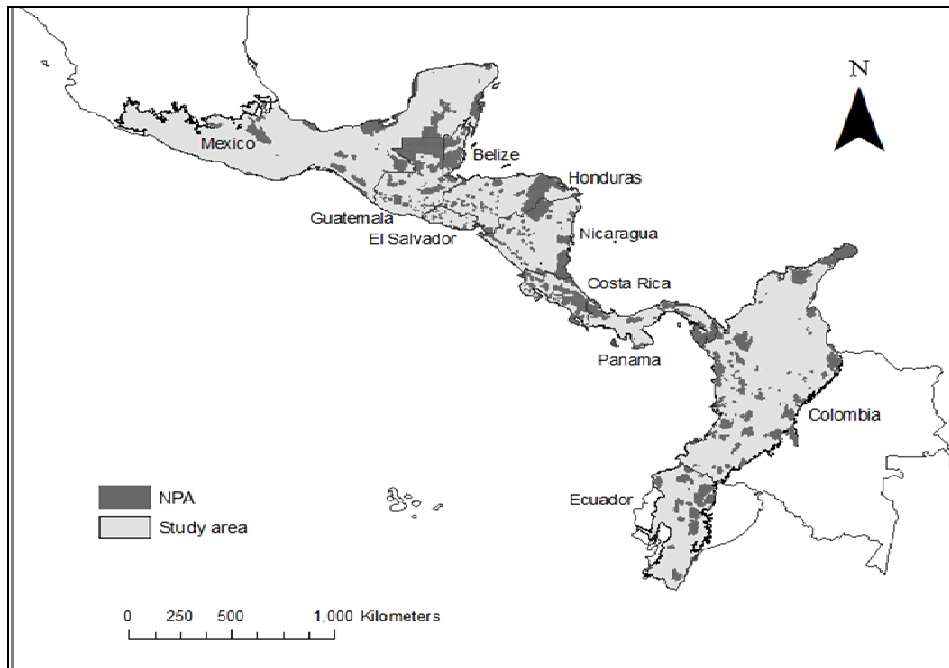 N
Mexico
Belize
Honduras
Guatemala
El Salvador
Nicaragua
Costa Rica
Panama
Colombia
Ecuador
NPA
Study area
0 250 500 1,000 Kilometers